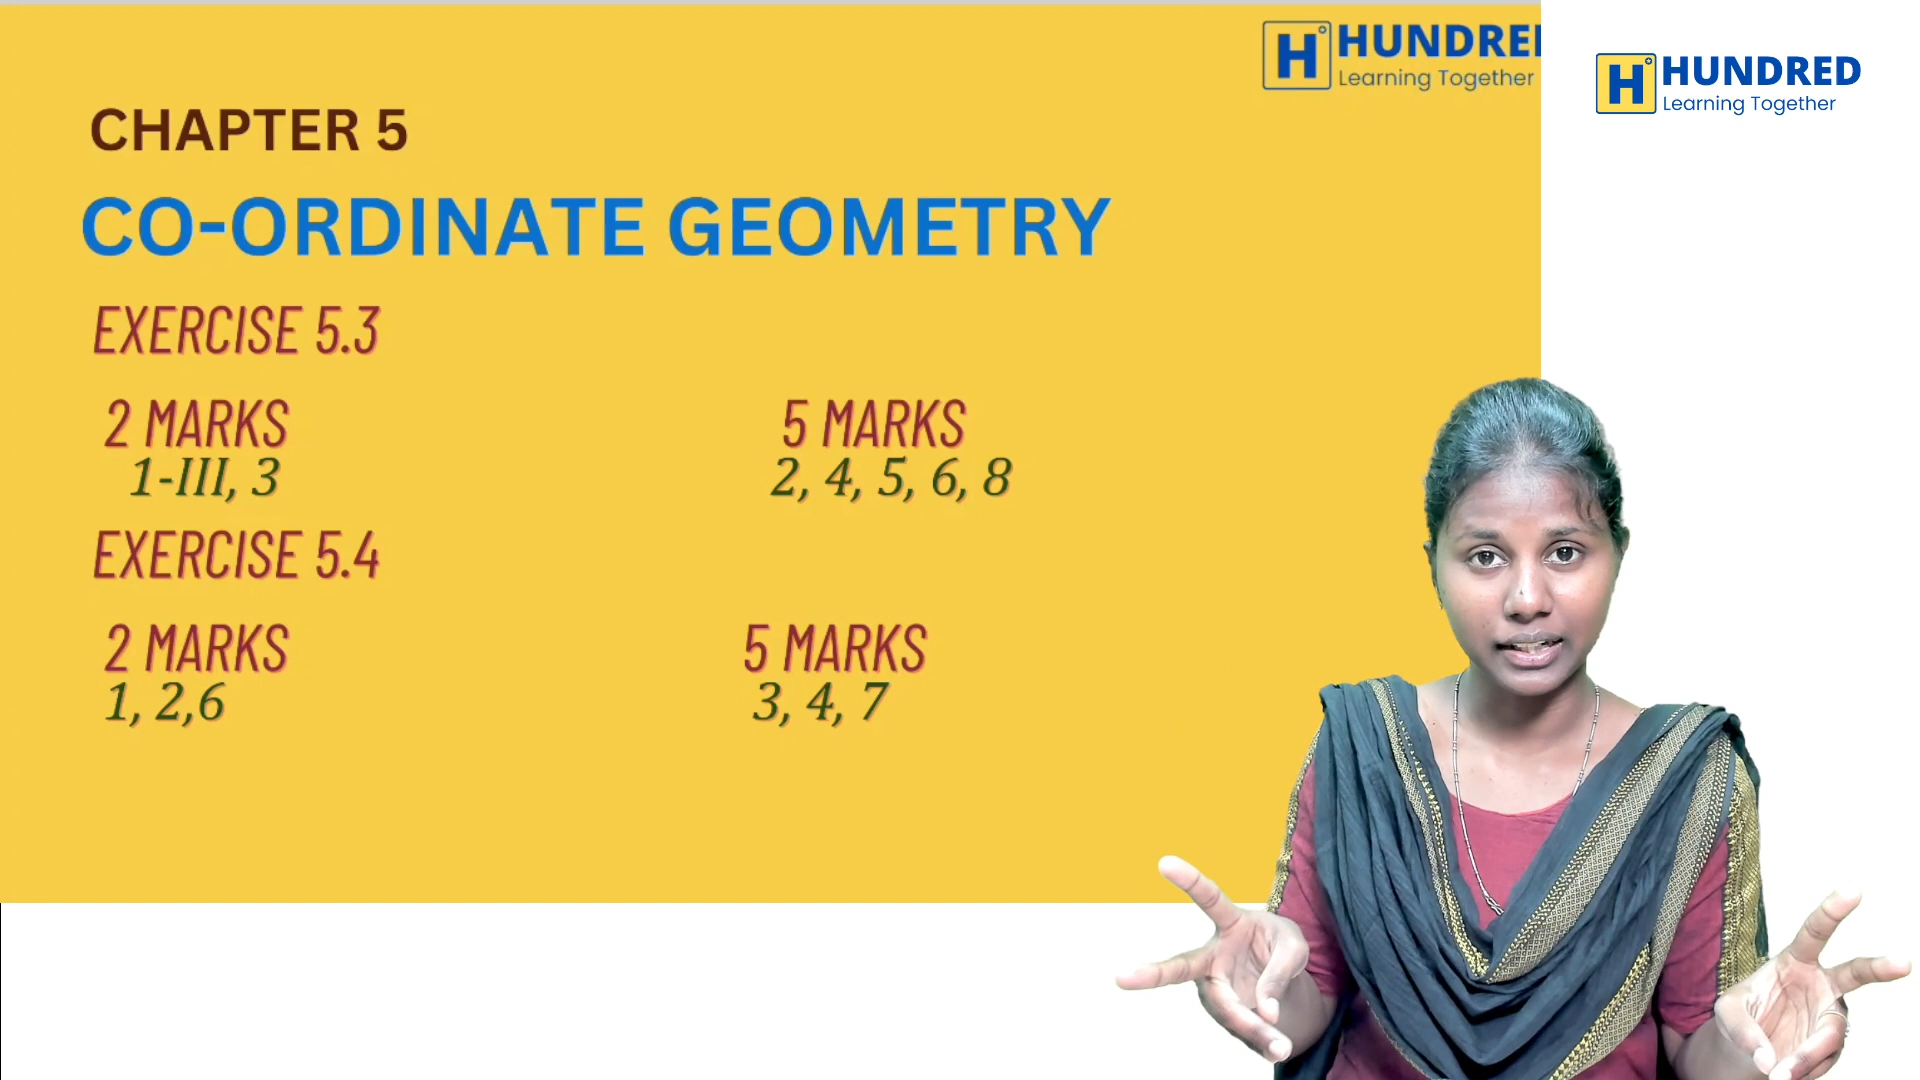 HUNDRE
Learning Together
HUNDRED
Learning Together
CHAPTER 5
CO-ORDINATE GEOMETRY
EXERCISE 5.3
2 MARKS
1-III, 3
5 MARKS
2, 4, 5, 6, 8
EXERCISE 5.4
2 MARKS
1, 2,6
5 MARKS
3, 4, 7